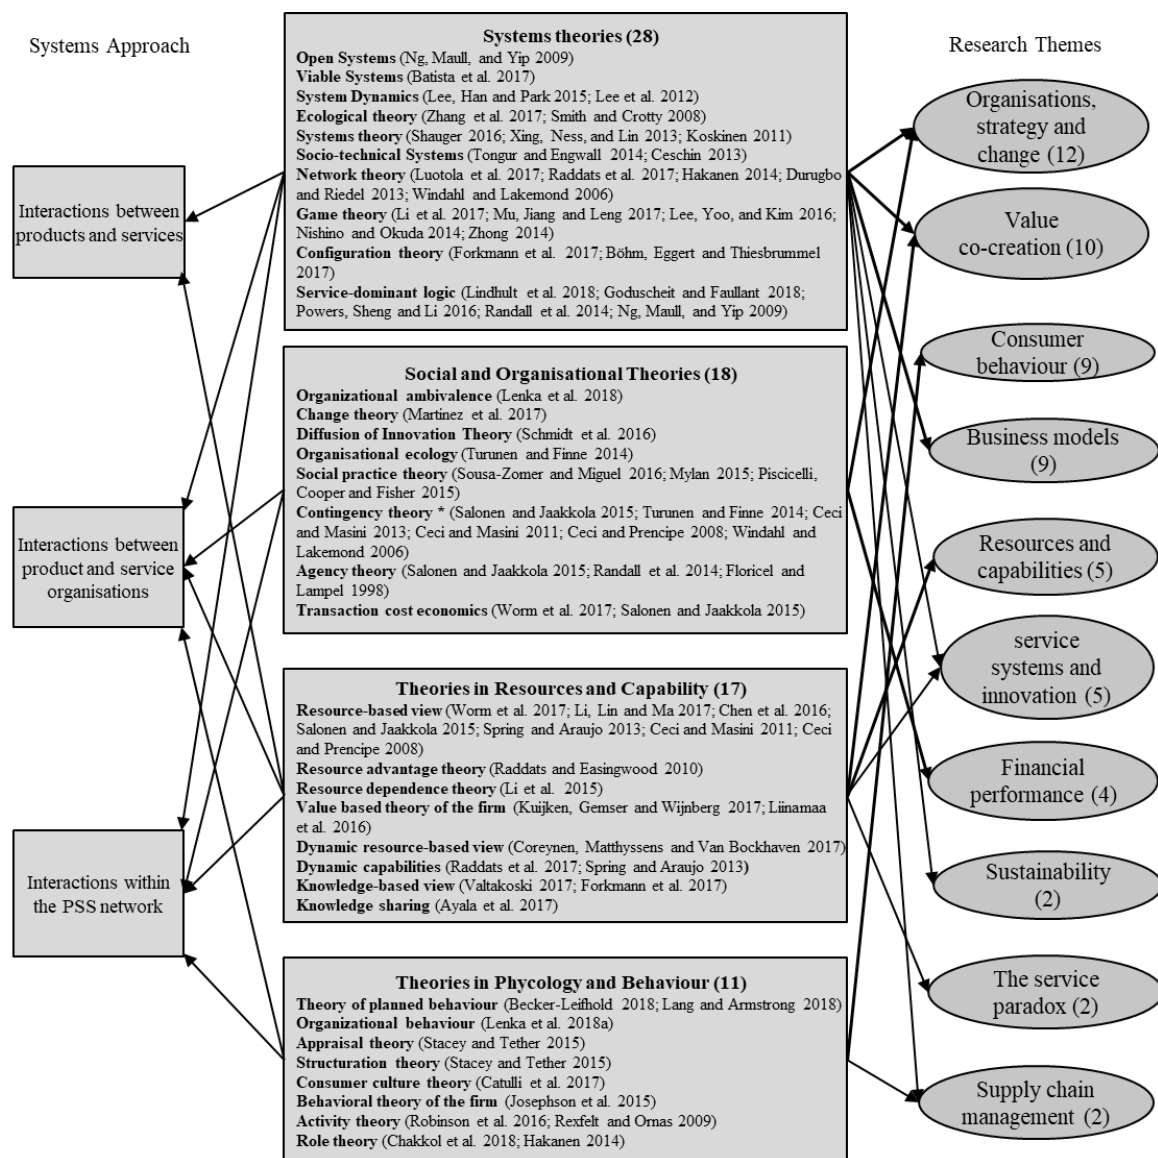 Systems Approach
Interactions between
products and services
Interactions between
product and service
organisations
Interactions within
the PSS network
Systems theories (28)
Open Systems (Ng, Maull, and Yip 2009)
Viable Systems (Batista et al. 2017)
System Dynamics (Lee, Han and Park 2015; Lee et al. 2012)
Ecological theory (Zhang et al. 2017; Smith and Crotty 2008)
Systems theory (Shauger 2016; Xing, Ness, and Lin 2013; Koskinen 2011)
Socio-technical Systems (Tongur and Engwall 2014; Ceschin 2013)
Network theory (Luotola et al. 2017; Raddats et al. 2017; Hakanen 2014; Durugbo
and Riedel 2013; Windahl and Lakemond 2006)
Game theory (Li et al. 2017; Mu, Jiang and Leng 2017; Lee, Yoo, and Kim 2016;
Nishino and Okuda 2014; Zhong 2014)
Configuration theory (Forkmann et al. 2017; Böhm, Eggert and Thiesbrummel
2017)
Service-dominant logic (Lindhult et al. 2018; Goduscheit and Faullant 2018;
Powers, Sheng and Li 2016; Randall et al. 2014; Ng, Maull, and Yip 2009)
Social and Organisational Theories (18)
Organizational ambivalence (Lenka et al. 2018)
Change theory (Martinez et al. 2017)
Diffusion of Innovation Theory (Schmidt et al. 2016)
Organisational ecology (Turunen and Finne 2014)
Social practice theory (Sousa-Zomer and Miguel 2016; Mylan 2015; Piscicelli,
Cooper and Fisher 2015)
Contingency theory * (Salonen and Jaakkola 2015; Turunen and Finne 2014; Ceci
and Masini 2013; Ceci and Masini 2011; Ceci and Prencipe 2008; Windahl and
Lakemond 2006)
Agency theory (Salonen and Jaakkola 2015; Randall et al. 2014; Floricel and
Lampel 1998)
Transaction cost economics (Worm et al. 2017; Salonen and Jaakkola 2015)
Theories in Resources and Capability (17)
Resource-based view (Worm et al. 2017; Li, Lin and Ma 2017; Chen et al. 2016;
Salonen and Jaakkola 2015; Spring and Araujo 2013; Ceci and Masini 2011; Ceci
and Prencipe 2008)
Resource advantage theory (Raddats and Easingwood 2010)
Resource dependence theory (Li et al. 2015)
Value based theory of the firm (Kuijken, Gemser and Wijnberg 2017; Liinamaa
et al. 2016)
Dynamic resource-based view (Coreynen, Matthyssens and Van Bockhaven 2017)
Dynamic capabilities (Raddats et al. 2017; Spring and Araujo 2013)
Knowledge-based view (Valtakoski 2017; Forkmann et al. 2017)
Knowledge sharing (Ayala et al. 2017)
Theories in Phycology and Behaviour (11)
Theory of planned behaviour (Becker-Leifhold 2018; Lang and Armstrong 2018)
Organizational behaviour (Lenka et al. 2018a)
Appraisal theory (Stacey and Tether 2015)
Structuration theory (Stacey and Tether 2015)
Consumer culture theory (Catulli et al. 2017)
Behavioral theory of the firm (Josephson et al. 2015)
Activity theory (Robinson et al. 2016; Rexfelt and Ornas 2009)
Role theory (Chakkol et al. 2018; Hakanen 2014)
Research Themes
Organisations,
strategy and
change (12)
Value
co-creation (10)
Consumer
behaviour (9)
Business models
(9)
Resources and
capabilities (5)
service
systems and
innovation (5)
Financial
performance (4)
Sustainability
(2)
The service
paradox (2)
Supply chain
management (2)